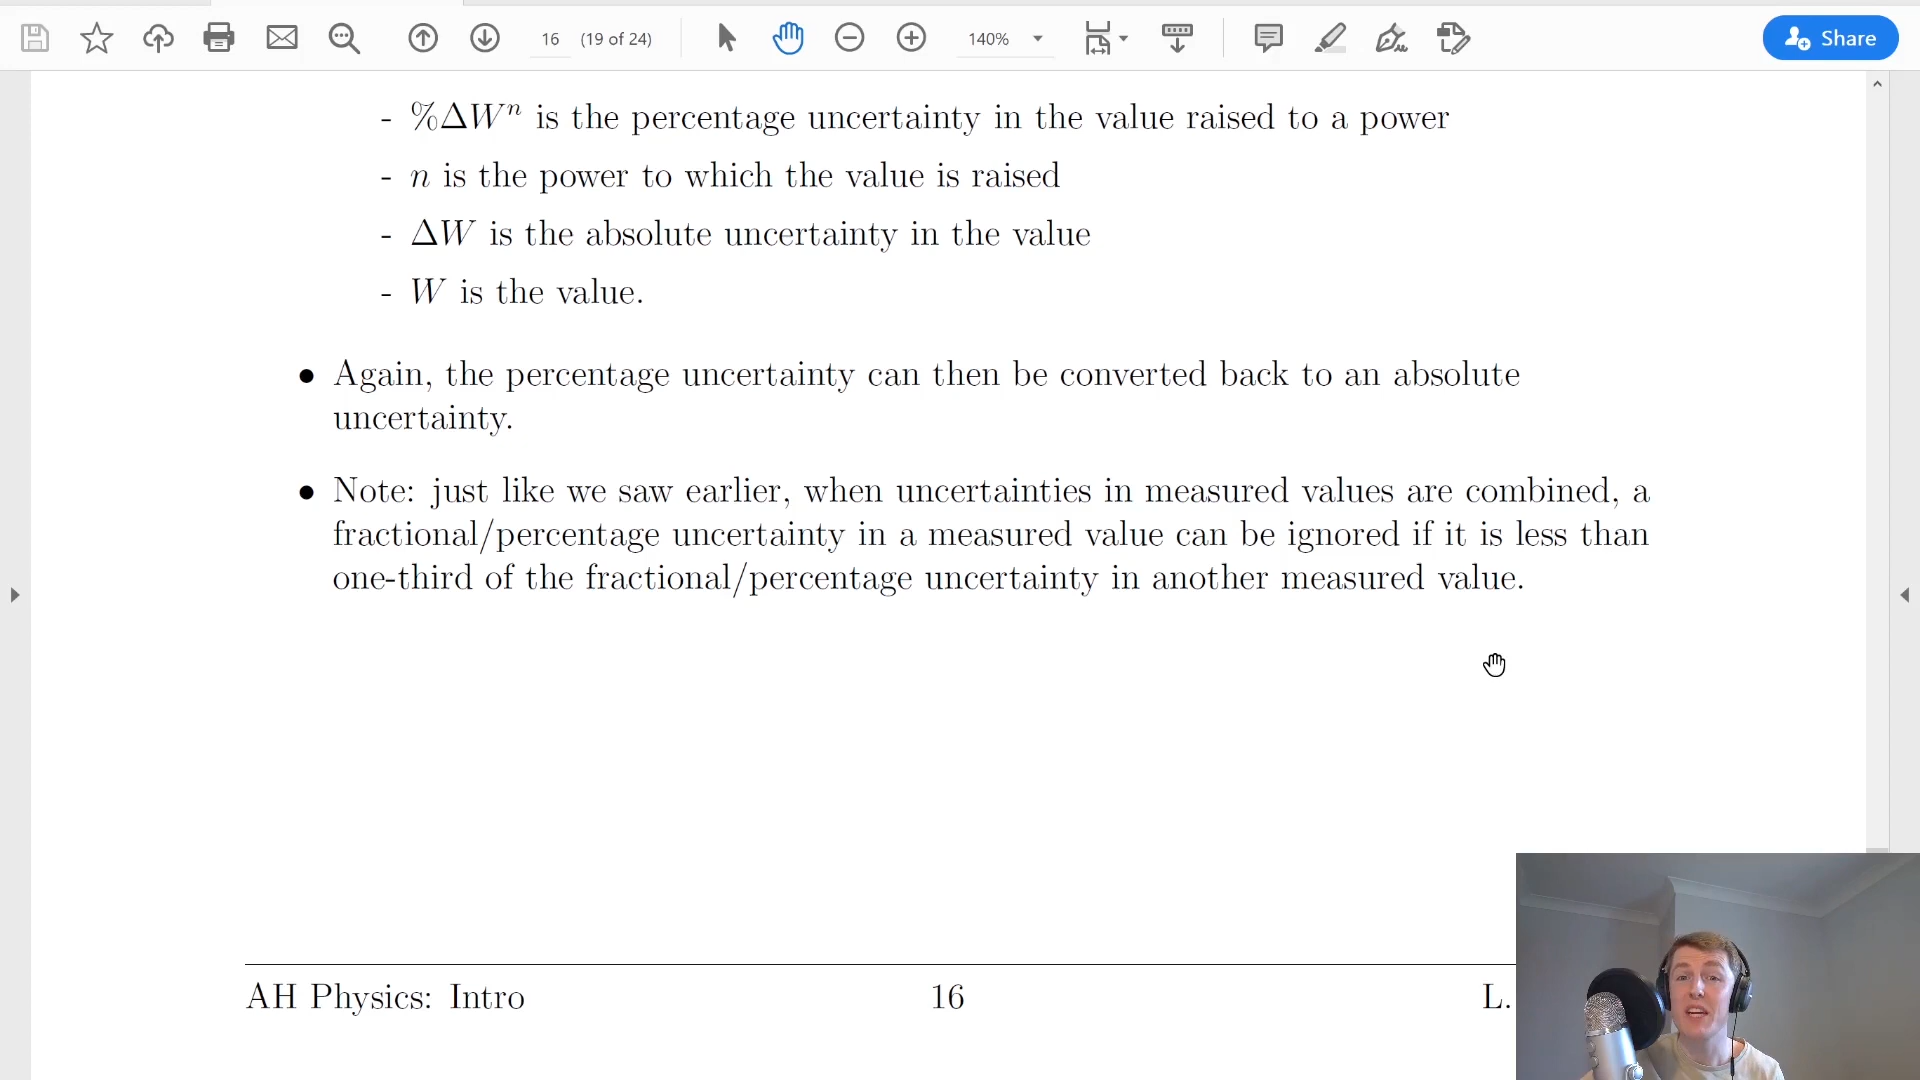 16 (19 of 24) 140% Share
- %ΔWⁿ is the percentage uncertainty in the value raised to a power
- n is the power to which the value is raised
- ΔW is the absolute uncertainty in the value
- W is the value.
● Again, the percentage uncertainty can then be converted back to an absolute
uncertainty.
● Note: just like we saw earlier, when uncertainties in measured values are combined, a
fractional/percentage uncertainty in a measured value can be ignored if it is less than
one-third of the fractional/percentage uncertainty in another measured value.
AH Physics: Intro 16 L.